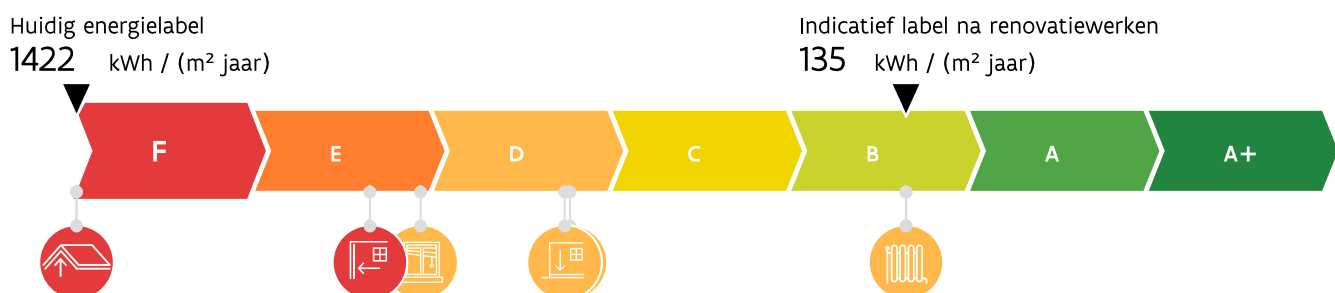 Huidig energielabel
1422 kWh / (m² jaar)
Indicatief label na renovatiewerken
135 kWh / (m² jaar)
F E D C B A A+